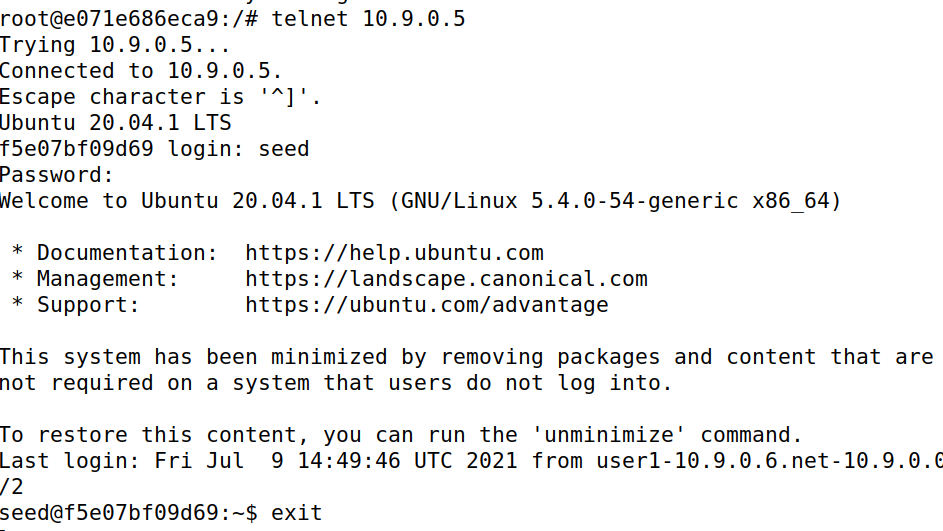 root@e071e686eca9:/# telnet 10.9.0.5
Trying 10.9.0.5...
Connected to 10.9.0.5.
Escape character is '^]'.
Ubuntu 20.04.1 LTS
f5e07bf09d69 login: seed
Password:
Welcome to Ubuntu 20.04.1 LTS (GNU/Linux 5.4.0-54-generic x86_64)
* Documentation:  https://help.ubuntu.com
* Management:     https://landscape.canonical.com
* Support:        https://ubuntu.com/advantage
This system has been minimized by removing packages and content that are
not required on a system that users do not log into.
To restore this content, you can run the 'unminimize' command.
Last login: Fri Jul  9 14:49:46 UTC 2021 from user1-10.9.0.6.net-10.9.0.0
/2
seed@f5e07bf09d69:~$ exit